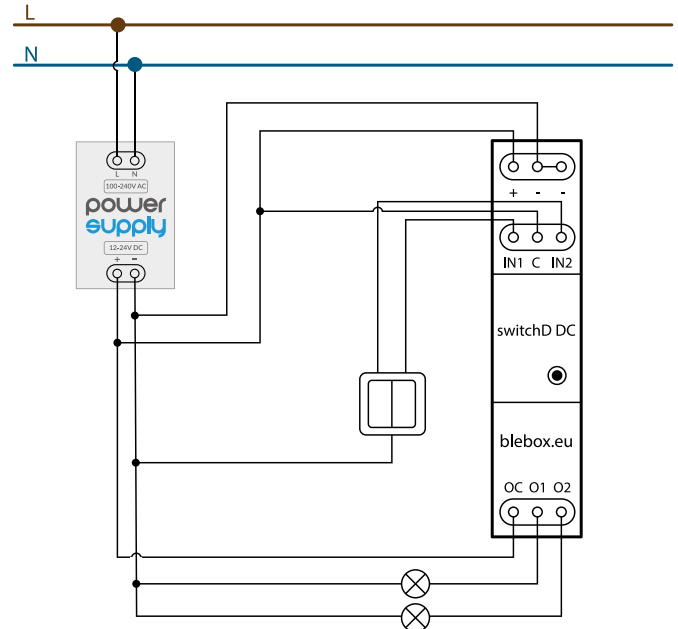 L
N
L N
100-240V AC
power
supply
12-24V DC
+ -
+ - -
IN1 C IN2
switchD DC
blebox.eu
OC O1 O2